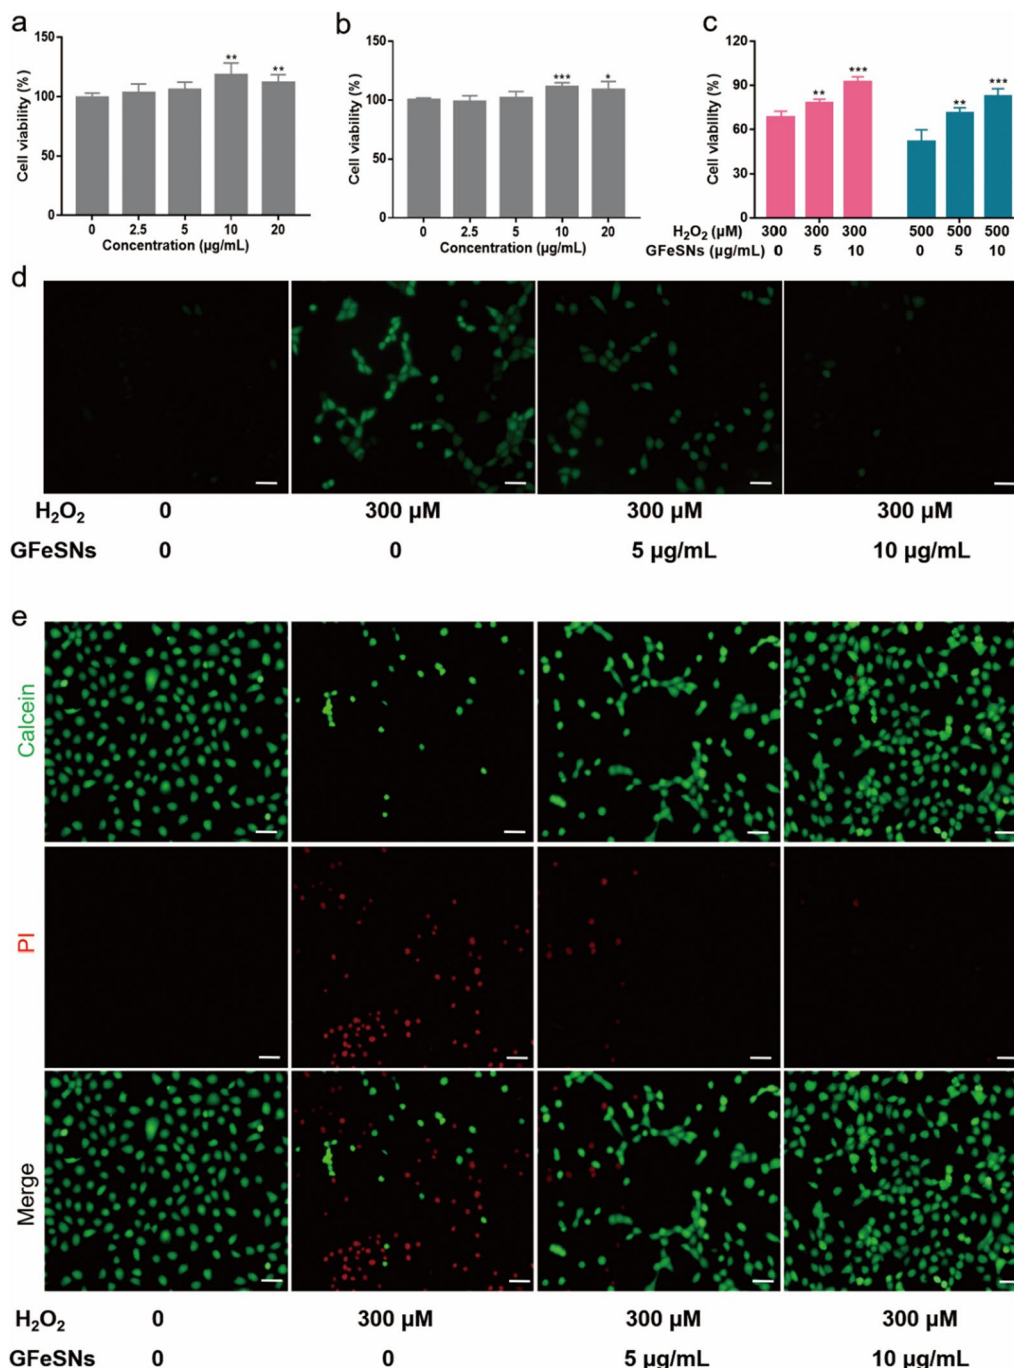 a
150
100
50
0
Cell viability (%)
** **
0 2.5 5 10 20
Concentration (μg/mL)
b
150
100
50
0
Cell viability (%)
*** *
0 2.5 5 10 20
Concentration (μg/mL)
c
120
90
60
30
0
Cell viability (%)
** *** ** ***
H₂O₂ (μM) 300 300 300 500 500 500
GFeSNs (μg/mL) 0 5 10 0 5 10
d
H₂O₂ 0 300 μM 300 μM 300 μM
GFeSNs 0 0 5 μg/mL 10 μg/mL
e
Calcein
PI
Merge
H₂O₂ 0 300 μM 300 μM 300 μM
GFeSNs 0 0 5 μg/mL 10 μg/mL